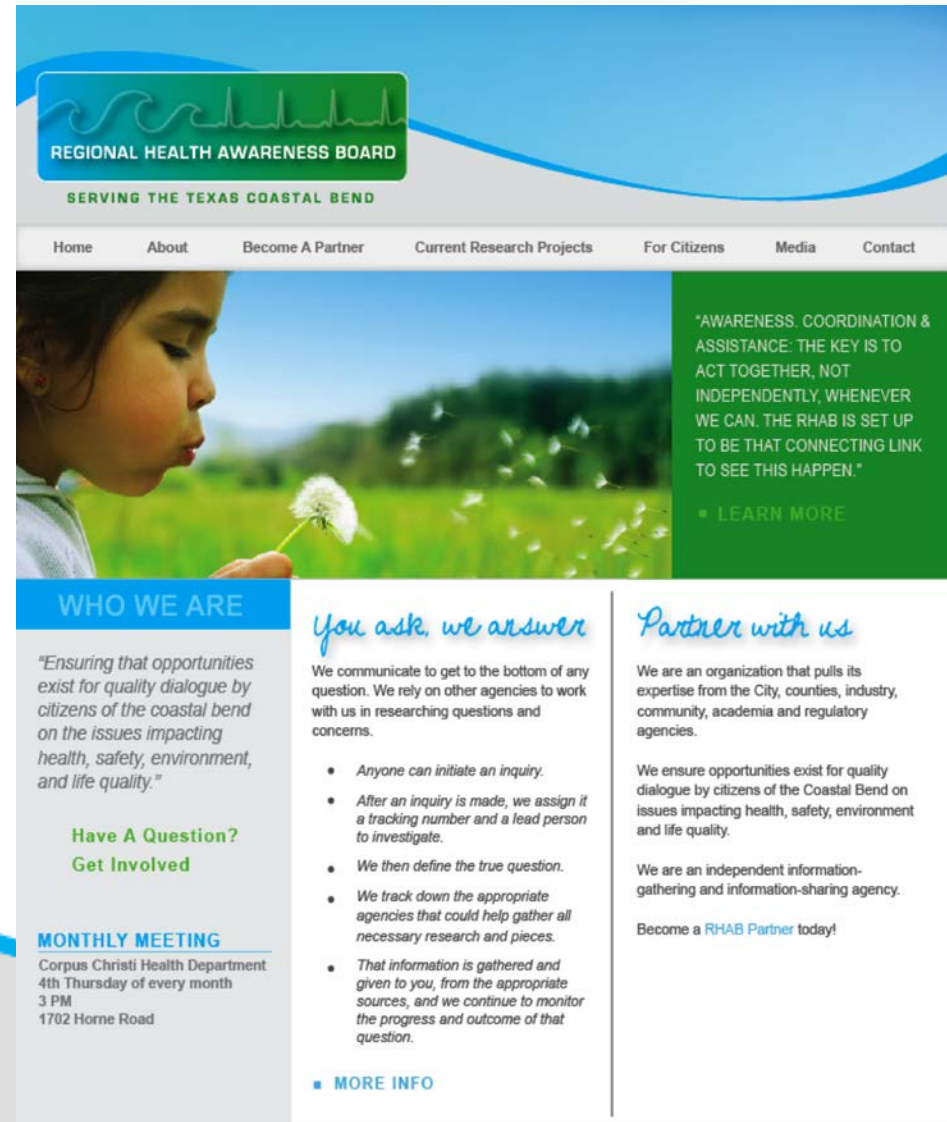 REGIONAL HEALTH AWARENESS BOARD
SERVING THE TEXAS COASTAL BEND
Home About Become A Partner Current Research Projects For Citizens Media Contact
"AWARENESS. COORDINATION &
ASSISTANCE: THE KEY IS TO
ACT TOGETHER, NOT
INDEPENDENTLY, WHENEVER
WE CAN. THE RHAB IS SET UP
TO BE THAT CONNECTING LINK
TO SEE THIS HAPPEN."
LEARN MORE
WHO WE ARE
"Ensuring that opportunities
exist for quality dialogue by
citizens of the coastal bend
on the issues impacting
health, safety, environment,
and life quality."
Have A Question?
Get Involved
MONTHLY MEETING
Corpus Christi Health Department
4th Thursday of every month
3 PM
1702 Horne Road
You ask, we answer
We communicate to get to the bottom of any
question. We rely on other agencies to work
with us in researching questions and
concerns.
• Anyone can initiate an inquiry.
• After an inquiry is made, we assign it
a tracking number and a lead person
to investigate.
• We then define the true question.
• We track down the appropriate
agencies that could help gather all
necessary research and pieces.
• That information is gathered and
given to you, from the appropriate
sources, and we continue to monitor
the progress and outcome of that
question.
MORE INFO
Partner with us
We are an organization that pulls its
expertise from the City, counties, industry,
community, academia and regulatory
agencies.
We ensure opportunities exist for quality
dialogue by citizens of the Coastal Bend on
issues impacting health, safety, environment
and life quality.
We are an independent information-
gathering and information-sharing agency.
Become a RHAB Partner today!